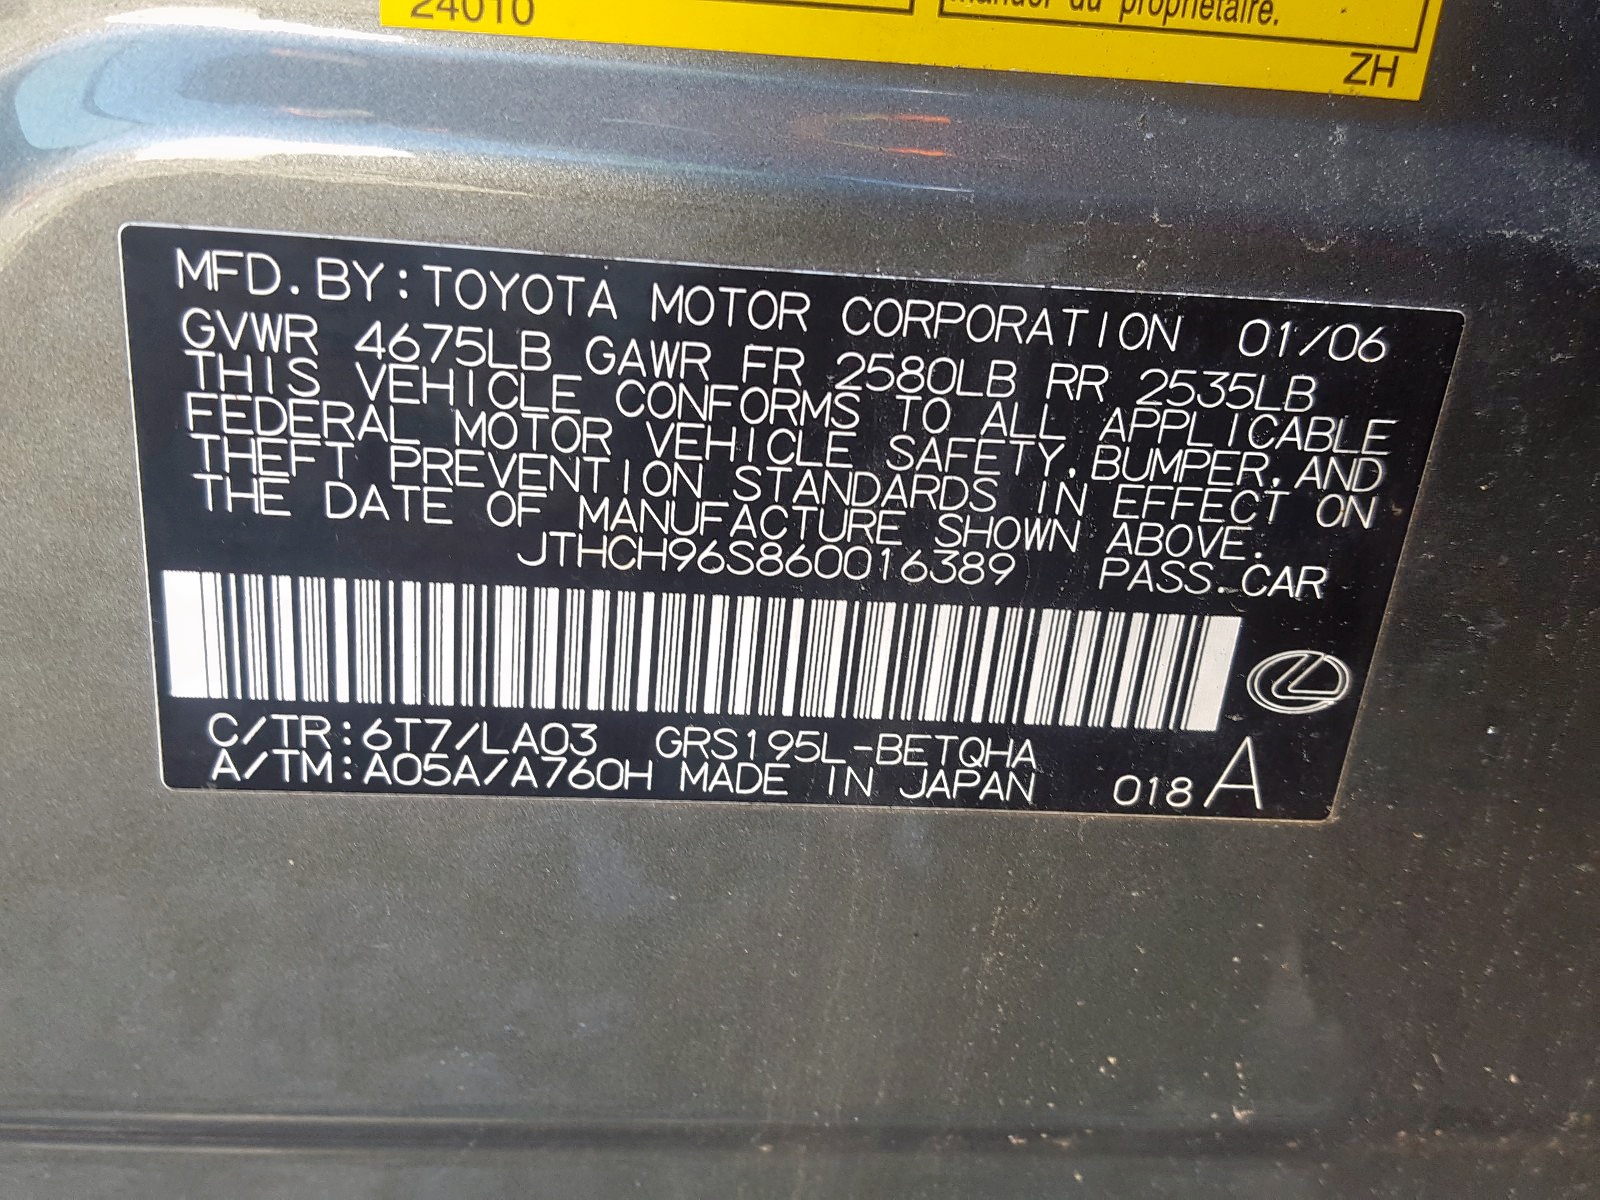 24010
manuel du propriétaire.
ZH
MFD. BY: TOYOTA MOTOR CORPORATION 01/06
GVWR 4675LB GAWR FR 2580LB RR 2535LB
THIS VEHICLE CONFORMS TO ALL APPLICABLE
FEDERAL MOTOR VEHICLE SAFETY, BUMPER, AND
THEFT PREVENTION STANDARDS IN EFFECT ON
THE DATE OF MANUFACTURE SHOWN ABOVE.
JTHCH96S860016389 PASS. CAR
C/TR: 6T7/LA03 GRS195L-BETQHA
A/TM: A05A/A760H MADE IN JAPAN 018 A